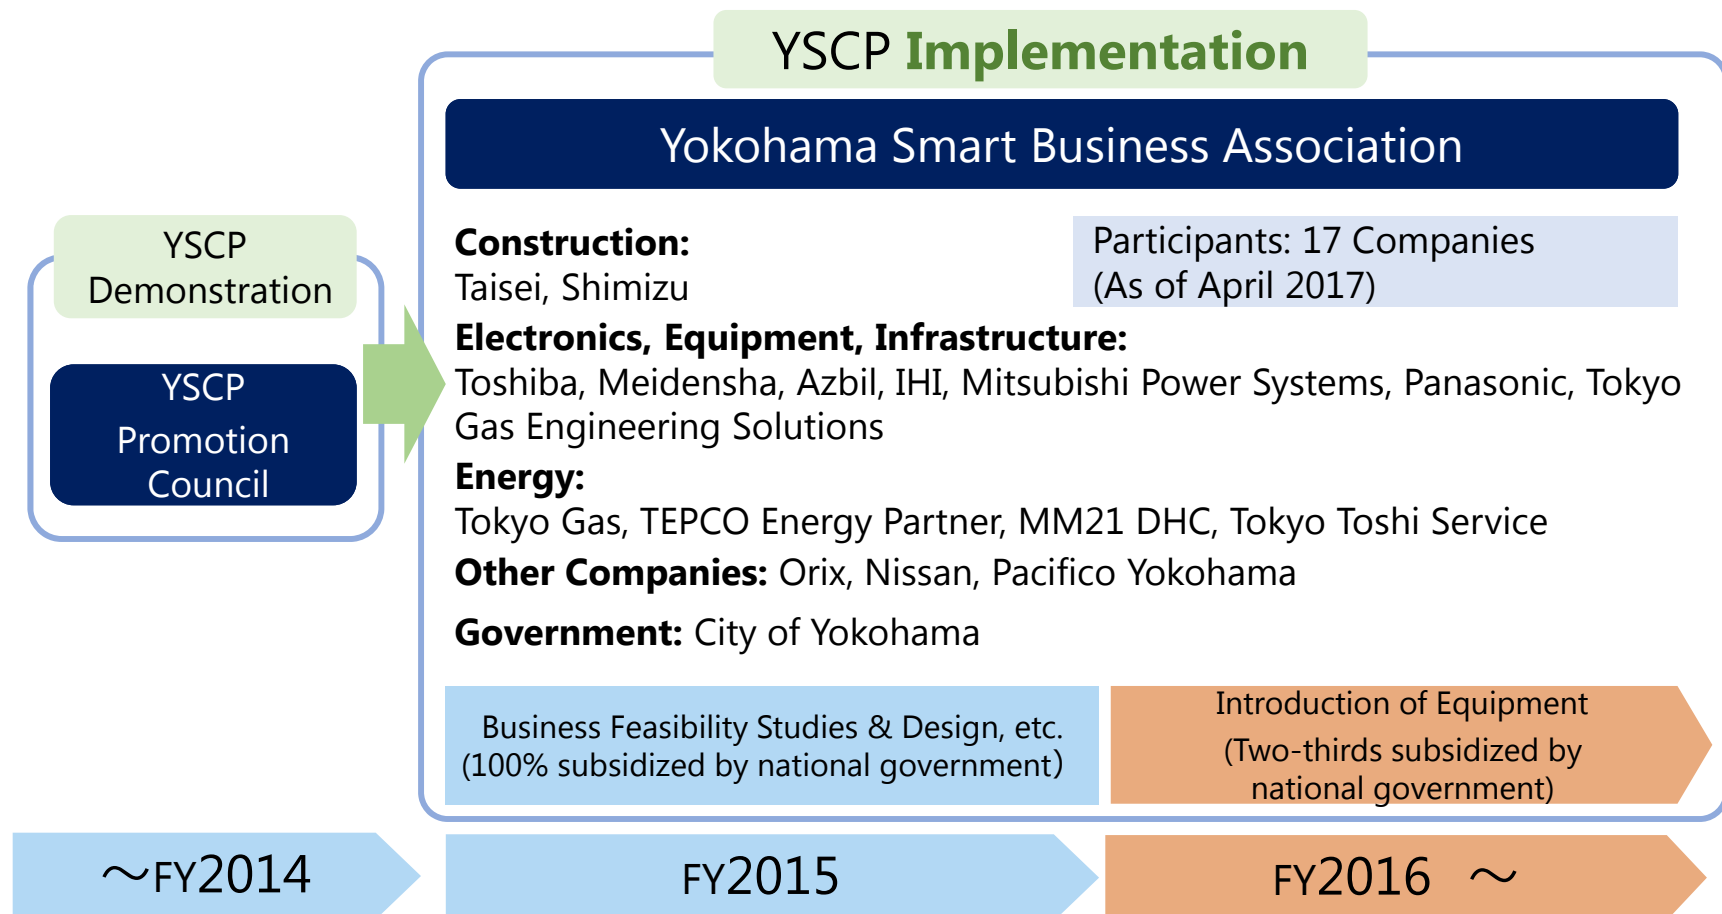 YSCP Implementation
Yokohama Smart Business Association
YSCP
Demonstration
YSCP
Promotion
Council
Construction:
Taisei, Shimizu
Participants: 17 Companies
(As of April 2017)
Electronics, Equipment, Infrastructure:
Toshiba, Meidensha, Azbil, IHI, Mitsubishi Power Systems, Panasonic, Tokyo
Gas Engineering Solutions
Energy:
Tokyo Gas, TEPCO Energy Partner, MM21 DHC, Tokyo Toshi Service
Other Companies: Orix, Nissan, Pacifico Yokohama
Government: City of Yokohama
Business Feasibility Studies & Design, etc.
(100% subsidized by national government）
Introduction of Equipment
(Two-thirds subsidized by
national government)
～FY2014
FY2015
FY2016 ～